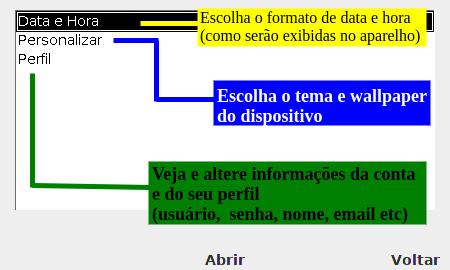 Data e Hora
Escolha o formato de data e hora
(como serão exibidas no aparelho)
Personalizar
Perfil
Escolha o tema e wallpaper
do dispositivo
Veja e altere informações da conta
e do seu perfil
(usuário,  senha, nome, email etc)
Abrir
Voltar